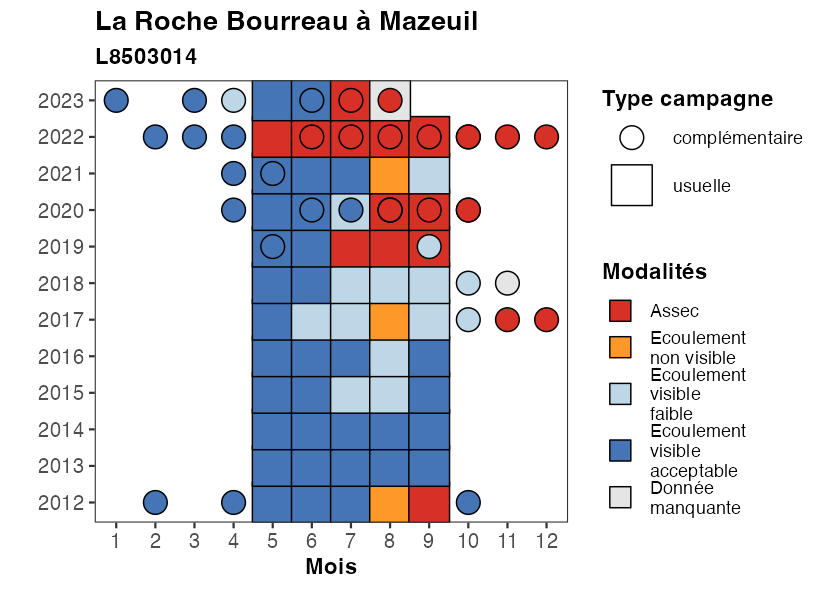 La Roche Bourreau à Mazeuil
L8503014
2023
2022
2021
2020
2019
2018
2017
2016
2015
2014
2013
2012
1 2 3 4 5 6 7 8 9 10 11 12
Mois
Type campagne
complémentaire
usuelle
Modalités
Assec
Ecoulement
non visible
Ecoulement
visible
faible
Ecoulement
visible
acceptable
Donnée
manquante